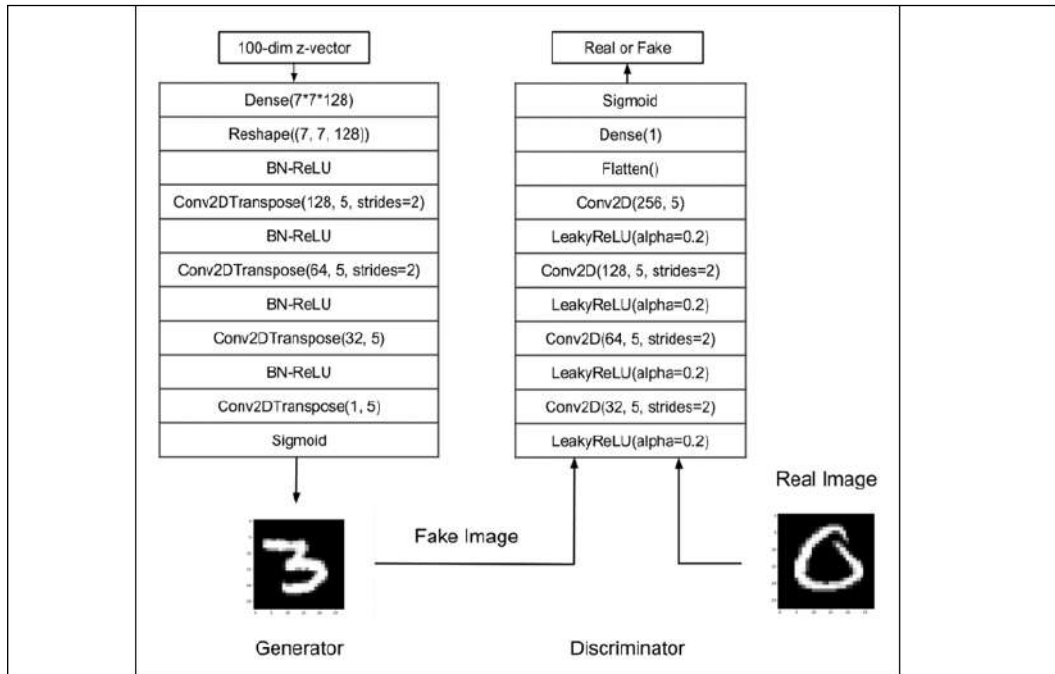 100-dim z-vector
Dense(7*7*128)
Reshape((7, 7, 128))
BN-ReLU
Conv2DTranspose(128, 5, strides=2)
BN-ReLU
Conv2DTranspose(64, 5, strides=2)
BN-ReLU
Conv2DTranspose(32, 5)
BN-ReLU
Conv2DTranspose(1, 5)
Sigmoid
Generator
Real or Fake
Sigmoid
Dense(1)
Flatten()
Conv2D(256, 5)
LeakyReLU(alpha=0.2)
Conv2D(128, 5, strides=2)
LeakyReLU(alpha=0.2)
Conv2D(64, 5, strides=2)
LeakyReLU(alpha=0.2)
Conv2D(32, 5, strides=2)
LeakyReLU(alpha=0.2)
Fake Image
Real Image
Discriminator